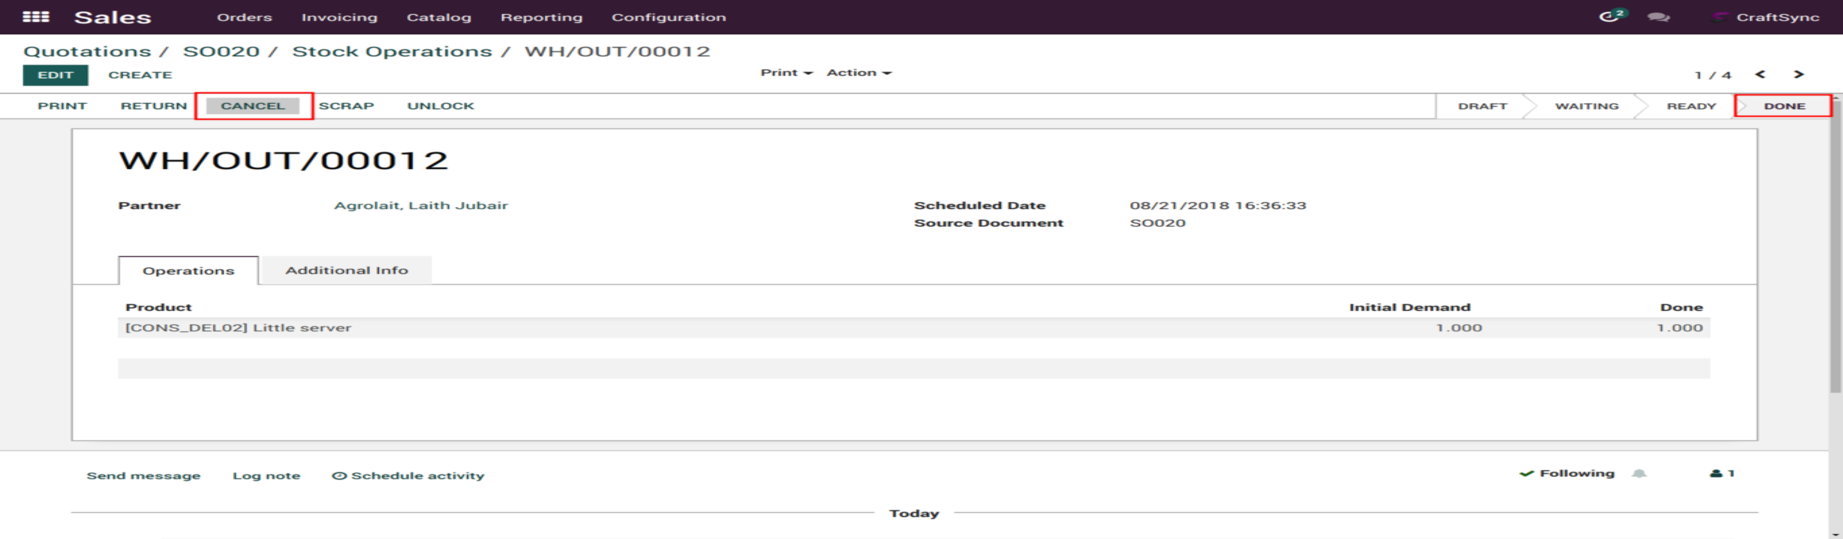 Sales Orders Invoicing Catalog Reporting Configuration 2 CraftSync
Quotations / SO020 / Stock Operations / WH/OUT/00012
EDIT CREATE Print Action 1 / 4
PRINT RETURN CANCEL SCRAP UNLOCK DRAFT WAITING READY DONE
WH/OUT/00012
Partner Agrolait, Laith Jubair Scheduled Date 08/21/2018 16:36:33
Source Document SO020
Operations Additional Info
Product Initial Demand Done
[CONS_DEL02] Little server 1.000 1.000
Send message Log note Schedule activity Following 1
Today